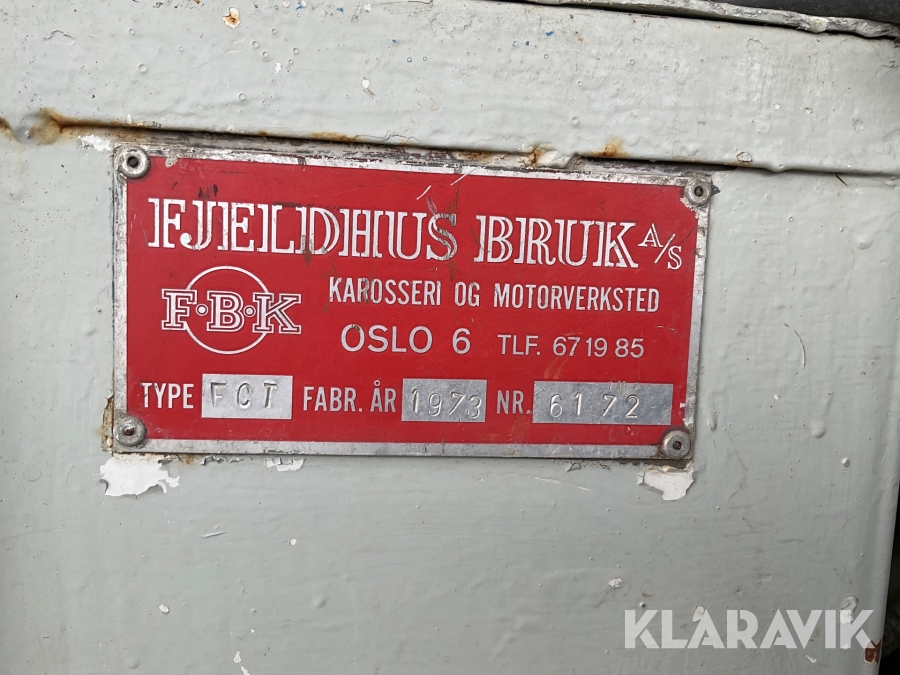 FJELDHUS BRUK A/S
F·B·K
KAROSSERI OG MOTORVERKSTED
OSLO 6 TLF. 67 19 85
TYPE FCT FABR. ÅR 1973 NR. 6172
KLARAVIK